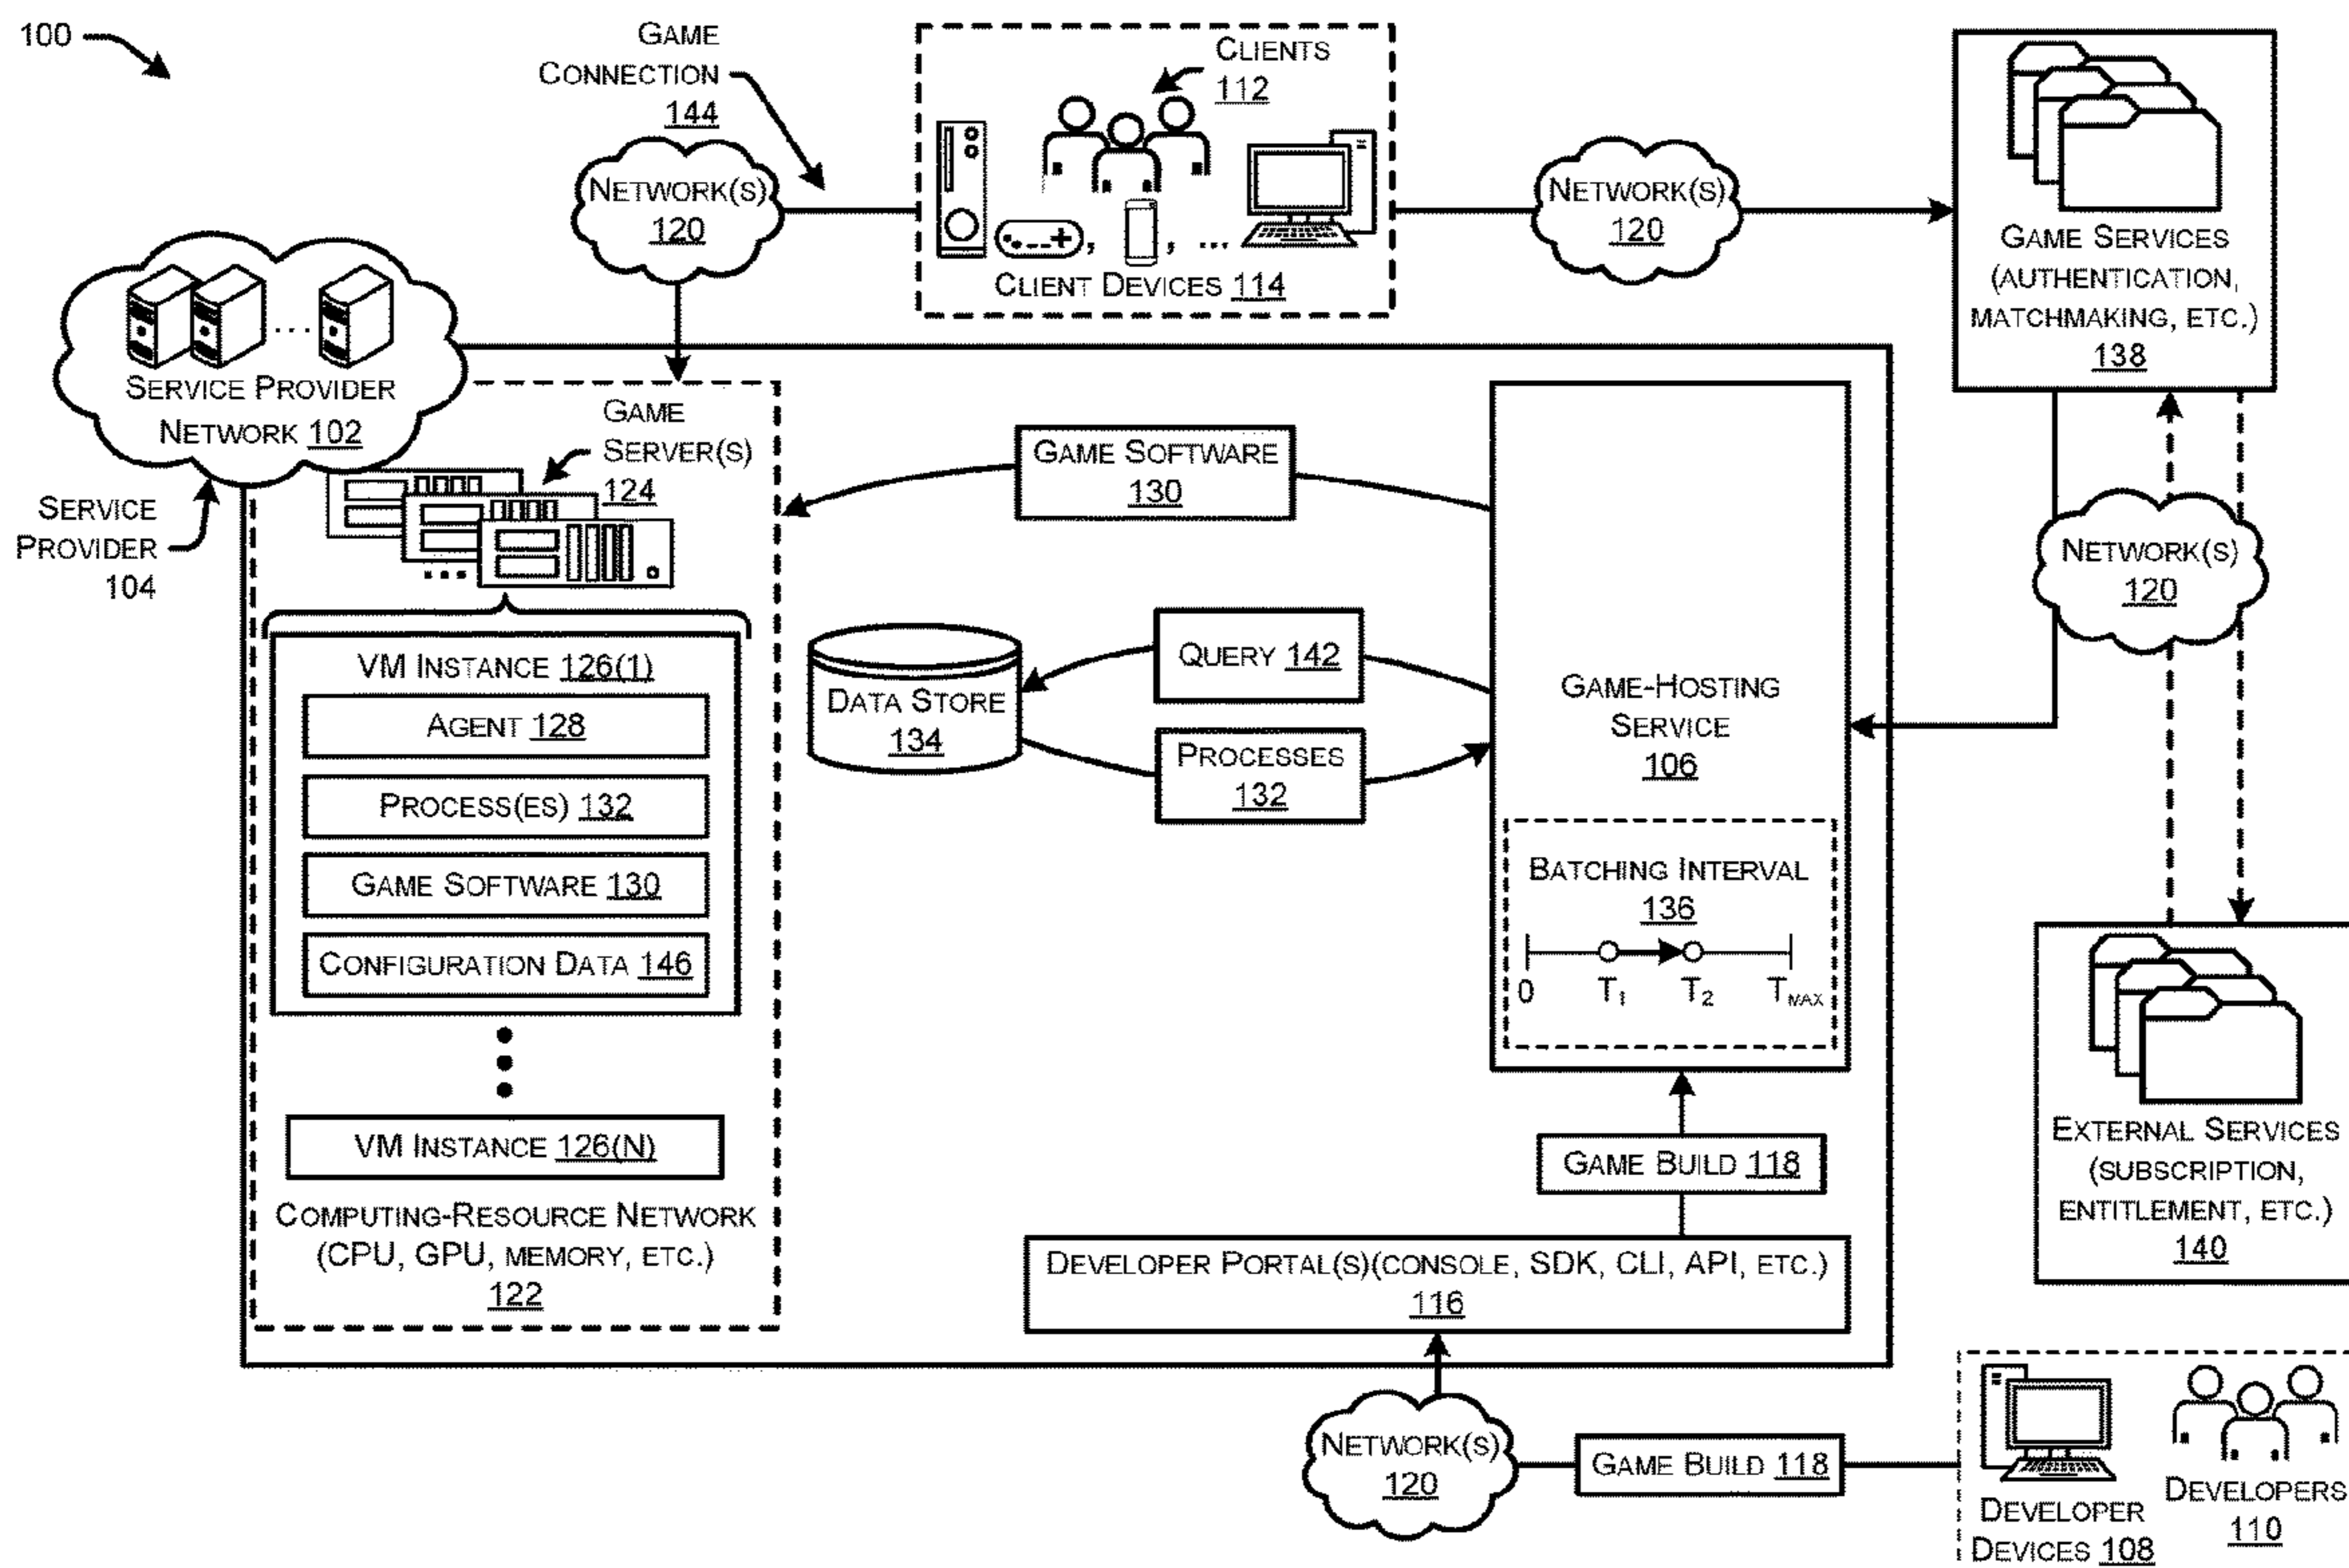 100
GAME
CONNECTION
144
NETWORK(S)
120
CLIENTS
112
CLIENT DEVICES 114
NETWORK(S)
120
GAME SERVICES
(AUTHENTICATION,
MATCHMAKING, ETC.)
138
SERVICE PROVIDER
NETWORK 102
SERVICE
PROVIDER
104
GAME
SERVER(S)
124
VM INSTANCE 126(1)
AGENT 128
PROCESS(ES) 132
GAME SOFTWARE 130
CONFIGURATION DATA 146
VM INSTANCE 126(N)
COMPUTING-RESOURCE NETWORK
(CPU, GPU, MEMORY, ETC.)
122
GAME SOFTWARE
130
QUERY 142
DATA STORE
134
PROCESSES
132
GAME-HOSTING
SERVICE
106
BATCHING INTERVAL
136
0 T1 T2 TMAX
GAME BUILD 118
DEVELOPER PORTAL(S)(CONSOLE, SDK, CLI, API, ETC.)
116
NETWORK(S)
120
EXTERNAL SERVICES
(SUBSCRIPTION,
ENTITLEMENT, ETC.)
140
NETWORK(S)
120
GAME BUILD 118
DEVELOPER
DEVICES 108
DEVELOPERS
110